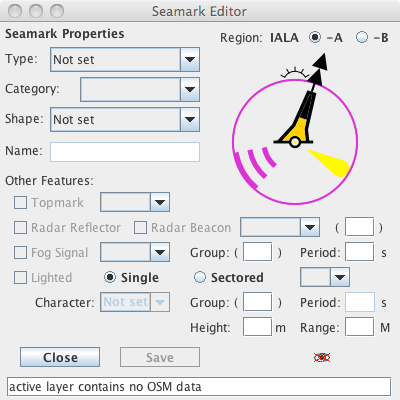 Seamark Editor
Seamark Properties
Region: IALA -A -B
Type: Not set
Category:
Shape: Not set
Name:
Other Features:
Topmark
Radar Reflector Radar Beacon ( )
Fog Signal Group: ( ) Period: s
Lighted Single Sectored
Character: Not set Group: ( ) Period: s
Height: m Range: M
Close Save
active layer contains no OSM data